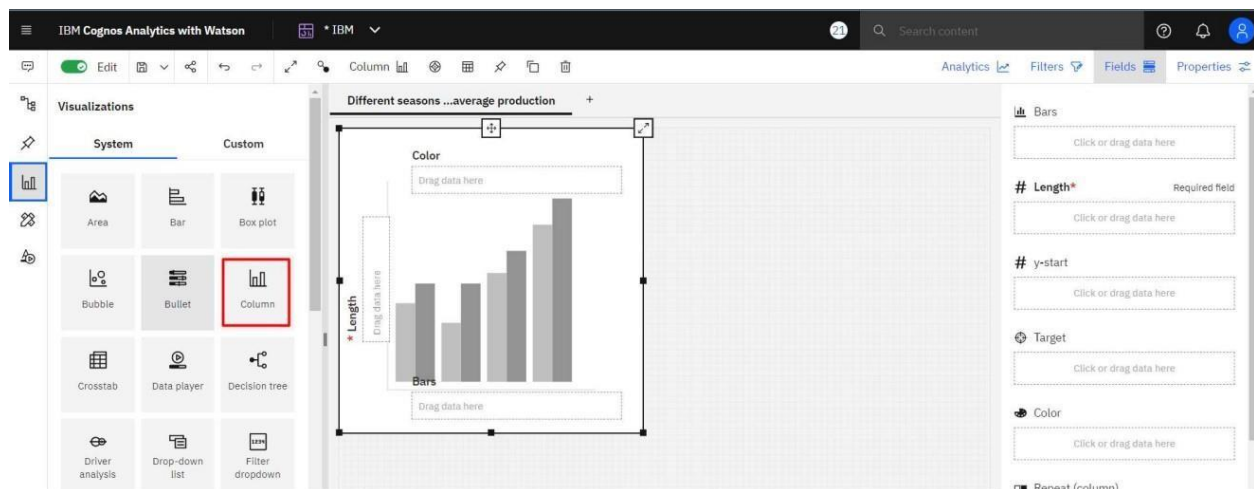 IBM Cognos Analytics with Watson
* IBM
21
Search content
Edit
Column
Analytics
Filters
Fields
Properties
Visualizations
System
Custom
Area
Bar
Box plot
Bubble
Bullet
Column
Crosstab
Data player
Decision tree
Driver
analysis
Drop-down
list
1234
Filter
dropdown
Different seasons ...average production
+
Color
Drag data here
* Length
Drag data here
Bars
Drag data here
Bars
Click or drag data here
# Length*
Required field
Click or drag data here
# y-start
Click or drag data here
Target
Click or drag data here
Color
Click or drag data here
Repeat (column)